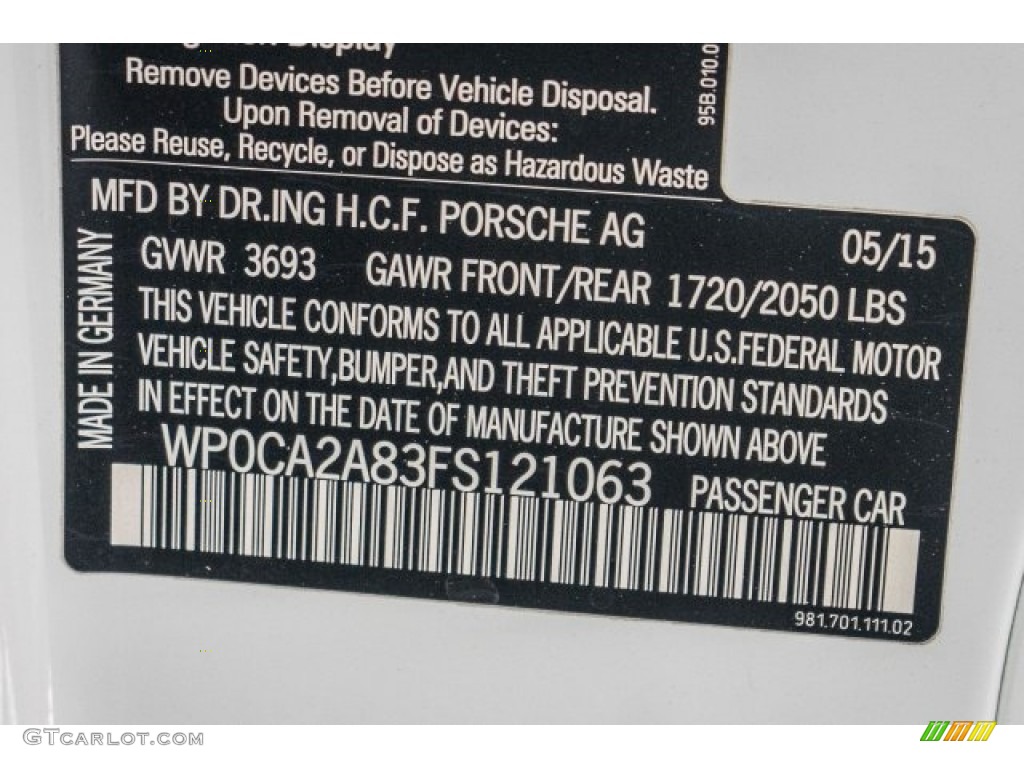 Display
Remove Devices Before Vehicle Disposal.
Upon Removal of Devices:
Please Reuse, Recycle, or Dispose as Hazardous Waste
95B.010.0
MFD BY DR.ING H.C.F. PORSCHE AG 05/15
GVWR 3693 GAWR FRONT/REAR 1720/2050 LBS
THIS VEHICLE CONFORMS TO ALL APPLICABLE U.S.FEDERAL MOTOR
VEHICLE SAFETY,BUMPER,AND THEFT PREVENTION STANDARDS
IN EFFECT ON THE DATE OF MANUFACTURE SHOWN ABOVE
WP0CA2A83FS121063 PASSENGER CAR
MADE IN GERMANY
981.701.111.02
GTCARLOT.COM